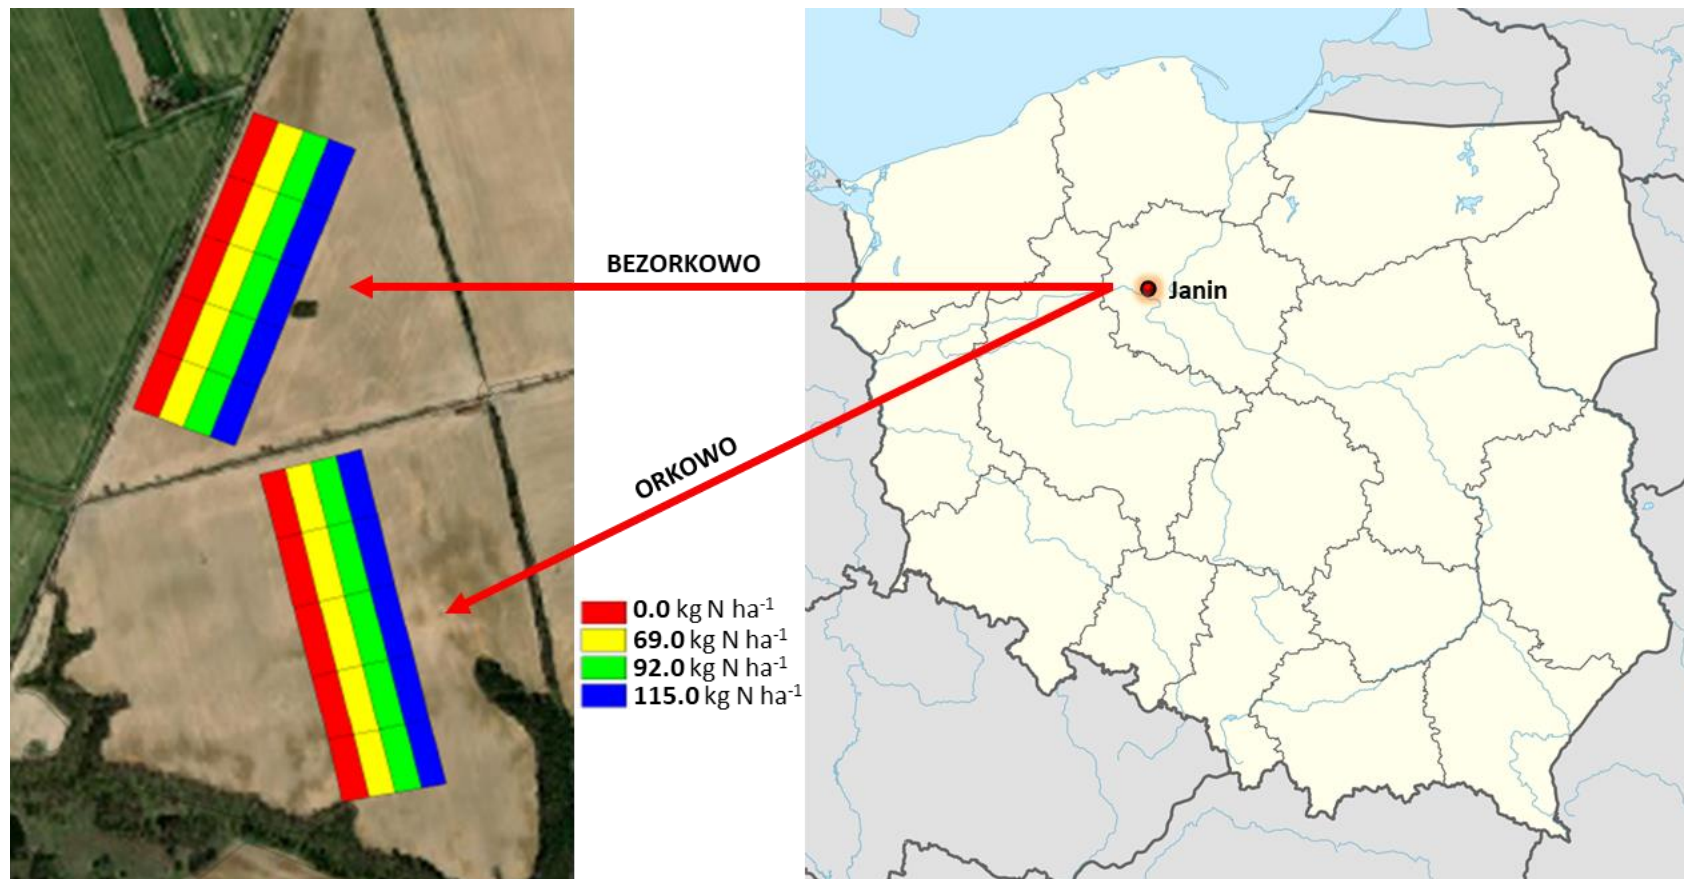 BEZORKOWO
Janin
ORKOWO
0.0 kg N ha⁻¹
69.0 kg N ha⁻¹
92.0 kg N ha⁻¹
115.0 kg N ha⁻¹